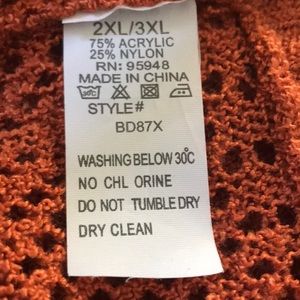 2XL/3XL
75% ACRYLIC
25% NYLON
RN: 95948
MADE IN CHINA
30°C
STYLE#
BD87X
WASHING BELOW 30°C
NO CHL ORINE
DO NOT TUMBLE DRY
DRY CLEAN